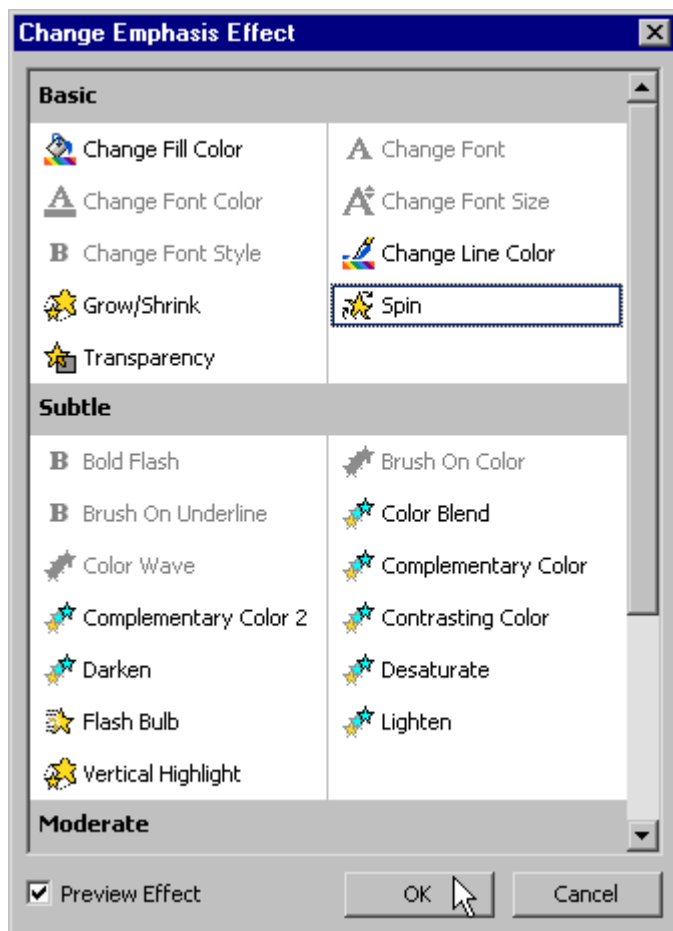 Change Emphasis Effect
Basic
Change Fill Color
Change Font
Change Font Color
Change Font Size
Change Font Style
Change Line Color
Grow/Shrink
Spin
Transparency
Subtle
Bold Flash
Brush On Color
Brush On Underline
Color Blend
Color Wave
Complementary Color
Complementary Color 2
Contrasting Color
Darken
Desaturate
Flash Bulb
Lighten
Vertical Highlight
Moderate
Preview Effect
OK
Cancel